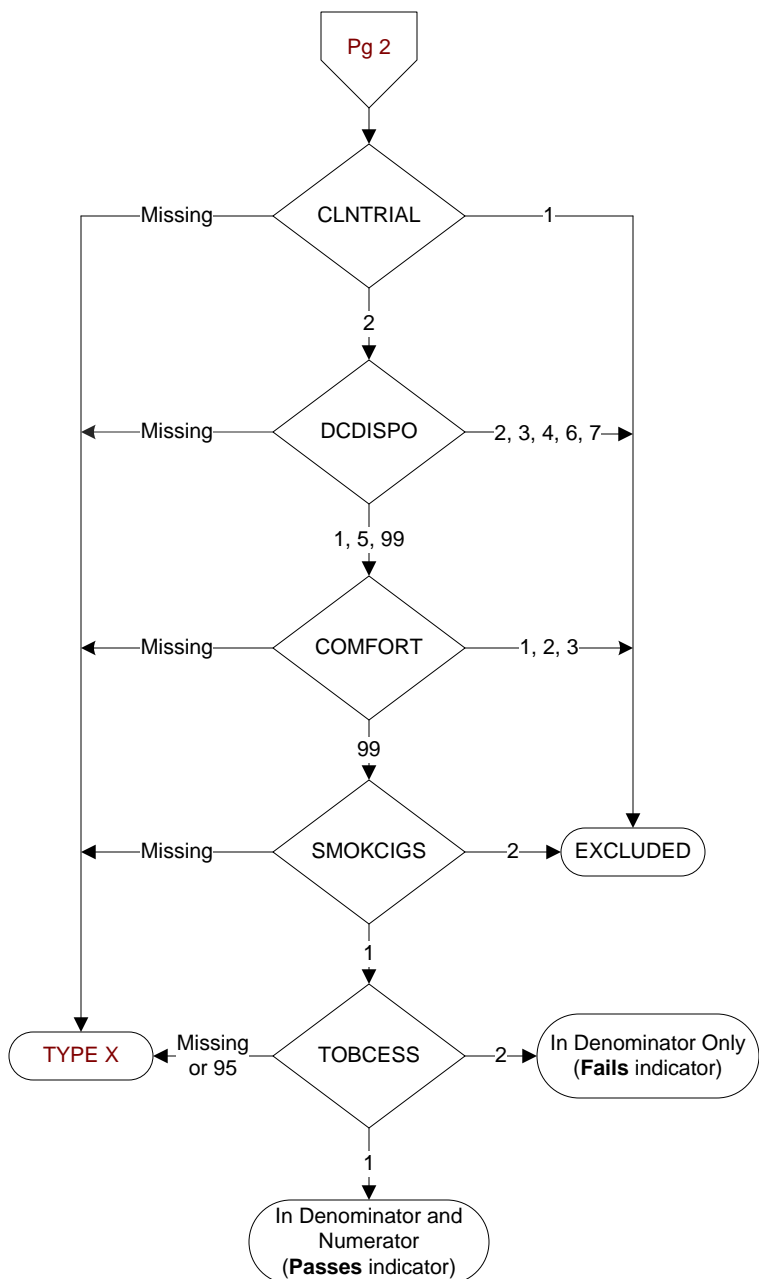 Pg 2
CLNTRIAL
Missing
1
2
DCDISPO
Missing
2, 3, 4, 6, 7
1, 5, 99
COMFORT
Missing
1, 2, 3
99
SMOKCIGS
Missing
2
EXCLUDED
1
TYPE X
Missing
or 95
TOBCESS
2
In Denominator Only
(Fails indicator)
1
In Denominator and
Numerator
(Passes indicator)